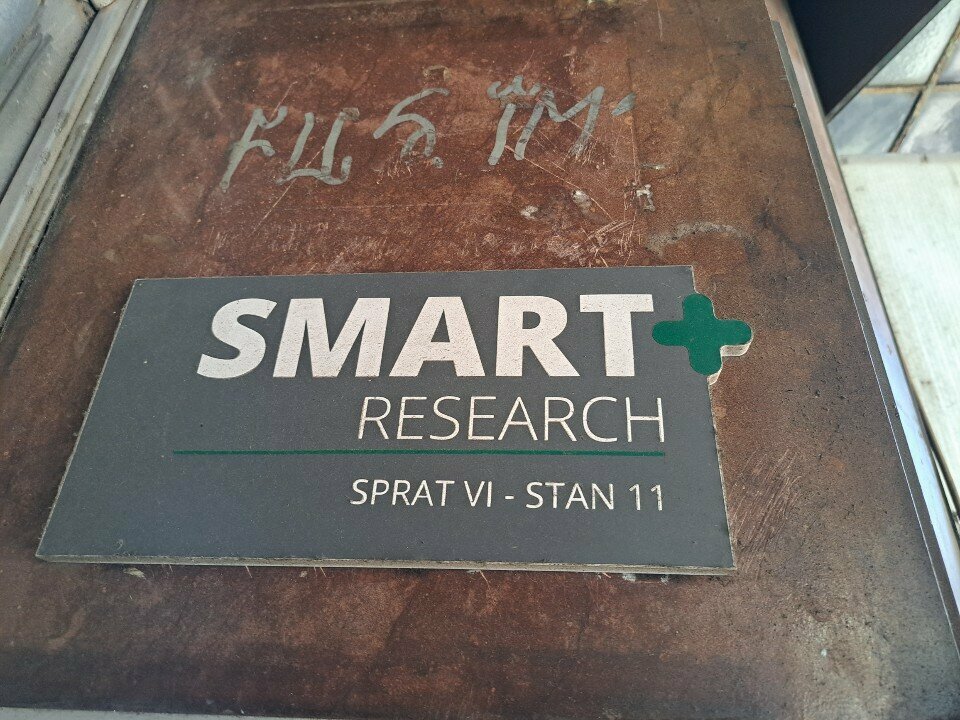 SMART+
RESEARCH
SPRAT VI - STAN 11